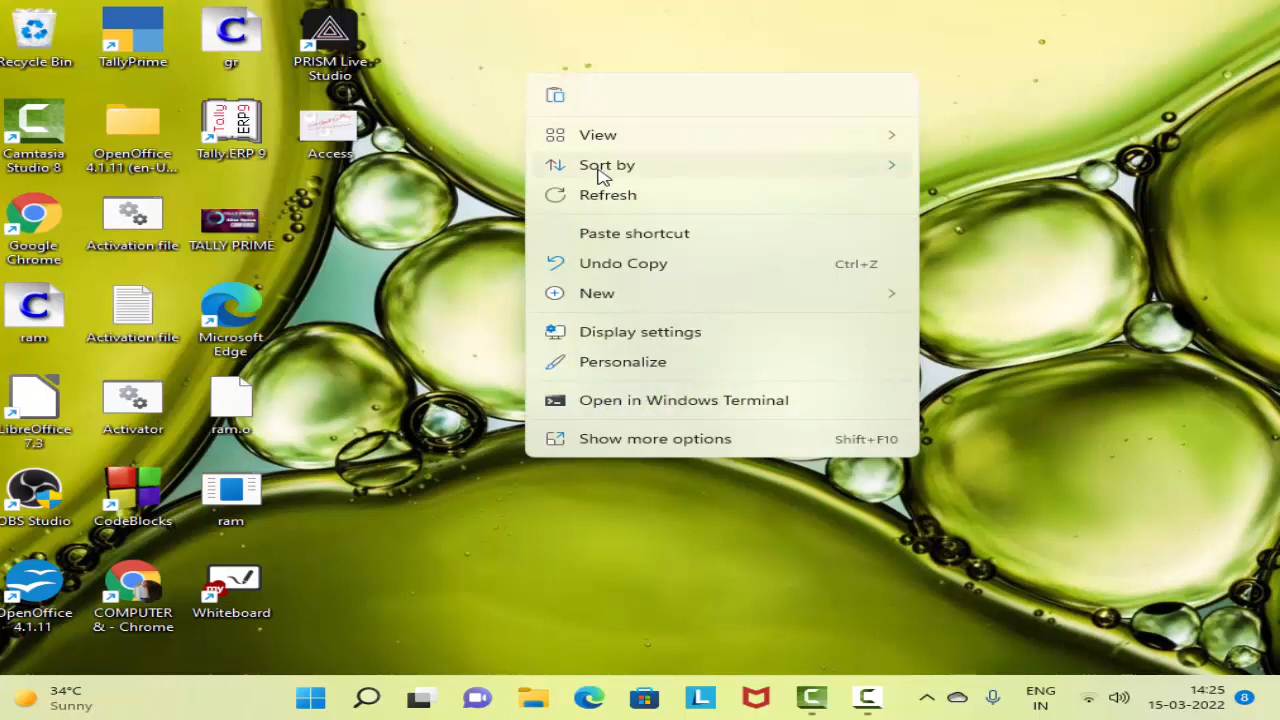 Recycle Bin
TallyPrime
gr
PRISM Live
Studio
Camtasia
Studio 8
OpenOffice
4.1.11 (en-U...
Tally.ERP 9
Access
Google
Chrome
Activation file
TALLY PRIME
ram
Activation file
Microsoft
Edge
LibreOffice
7.3
Activator
ram.o
OBS Studio
CodeBlocks
ram
OpenOffice
4.1.11
COMPUTER
& - Chrome
Whiteboard
View
Sort by
Refresh
Paste shortcut
Undo Copy Ctrl+Z
New
Display settings
Personalize
Open in Windows Terminal
Show more options Shift+F10
34°C
Sunny
ENG
IN
14:25
15-03-2022
8